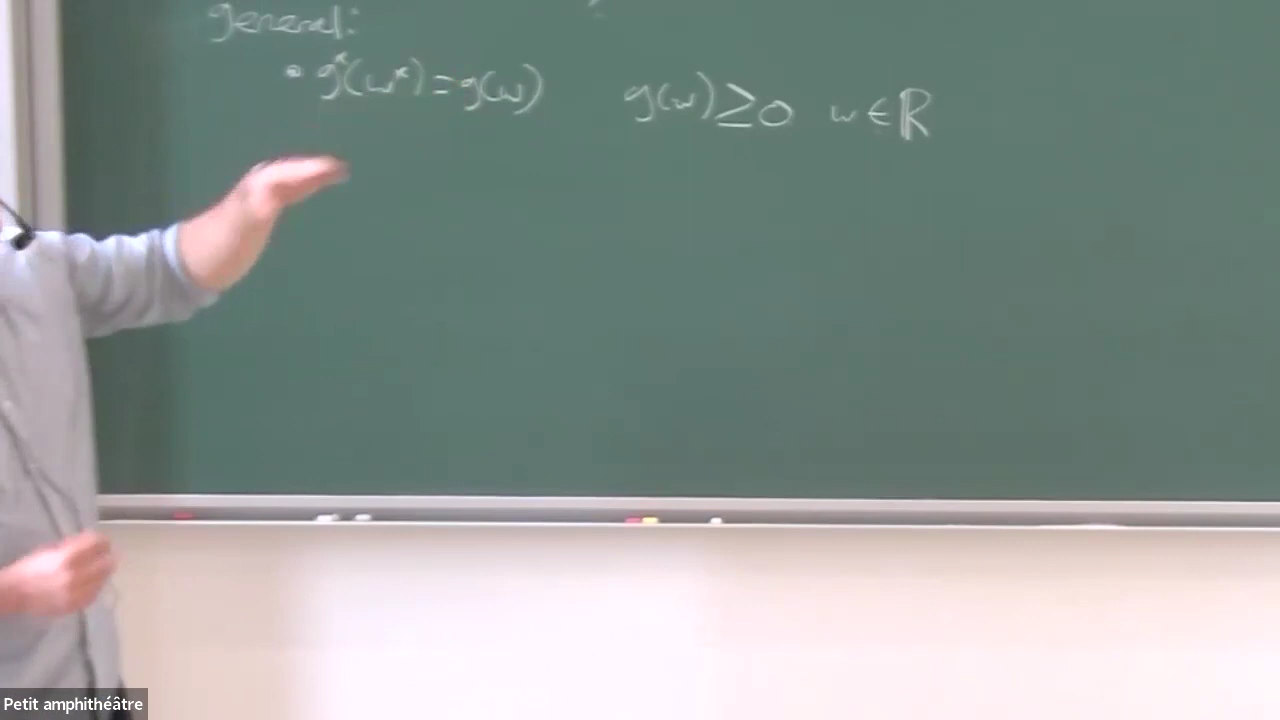 general:
• g*(w*) = g(w) g(w) ≥ 0 w ∈ ℝ
Petit amphithéâtre